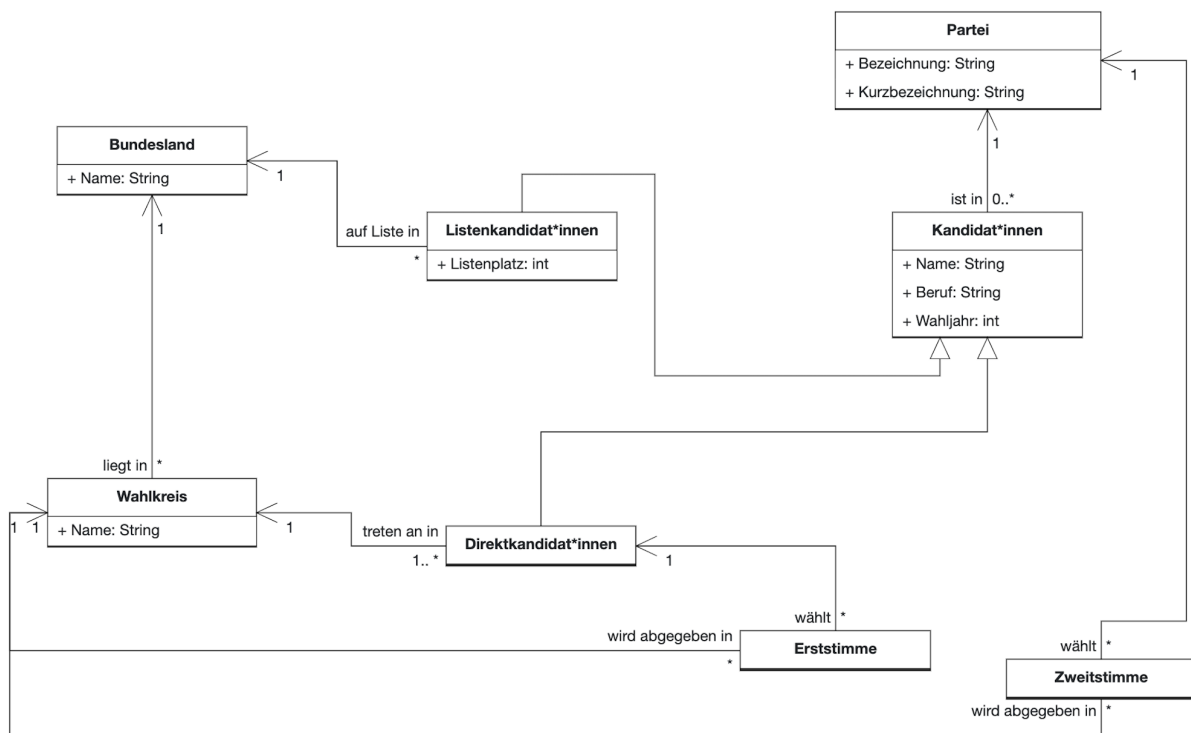 Partei
+ Bezeichnung: String
+ Kurzbezeichnung: String
1
1
ist in 0..*
Bundesland
+ Name: String
1
1
auf Liste in
*
Listenkandidat*innen
+ Listenplatz: int
Kandidat*innen
+ Name: String
+ Beruf: String
+ Wahljahr: int
liegt in *
Wahlkreis
+ Name: String
1 1
1
treten an in
1.. *
Direktkandidat*innen
1
wählt *
wird abgegeben in
*
Erststimme
wählt *
Zweitstimme
wird abgegeben in *